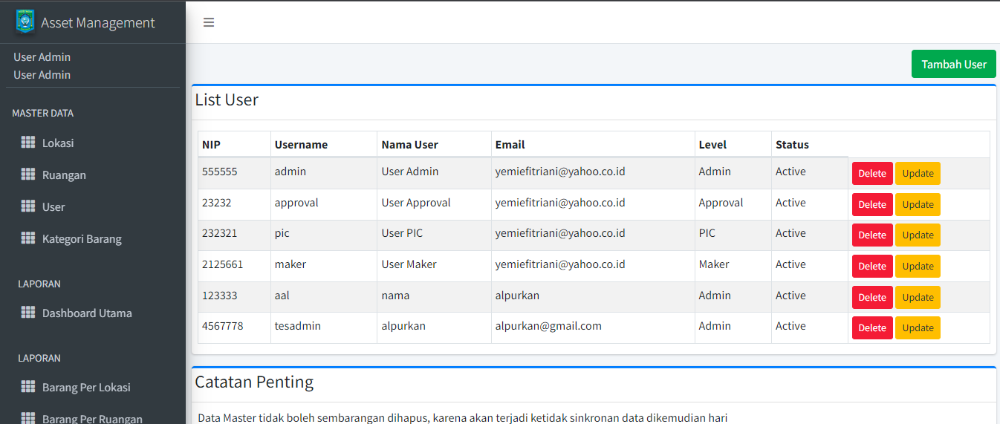 Asset Management
User Admin
User Admin
MASTER DATA
Lokasi
Ruangan
User
Kategori Barang
LAPORAN
Dashboard Utama
LAPORAN
Barang Per Lokasi
Barang Per Ruangan
Tambah User
List User
NIP Username Nama User Email Level Status
555555 admin User Admin yemiefitriani@yahoo.co.id Admin Active Delete Update
23232 approval User Approval yemiefitriani@yahoo.co.id Approval Active Delete Update
232321 pic User PIC yemiefitriani@yahoo.co.id PIC Active Delete Update
2125661 maker User Maker yemiefitriani@yahoo.co.id Maker Active Delete Update
123333 aal nama alpurkan Admin Active Delete Update
4567778 tesadmin alpurkan alpurkan@gmail.com Admin Active Delete Update
Catatan Penting
Data Master tidak boleh sembarangan dihapus, karena akan terjadi ketidak sinkronan data dikemudian hari